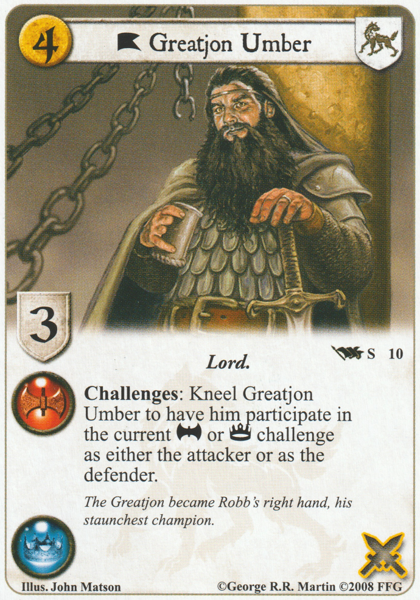 4
Greatjon Umber
3
Lord.
S 10
Challenges: Kneel Greatjon
Umber to have him participate in
the current or challenge
as either the attacker or as the
defender.
The Greatjon became Robb's right hand, his
staunchest champion.
Illus. John Matson
©George R.R. Martin ©2008 FFG